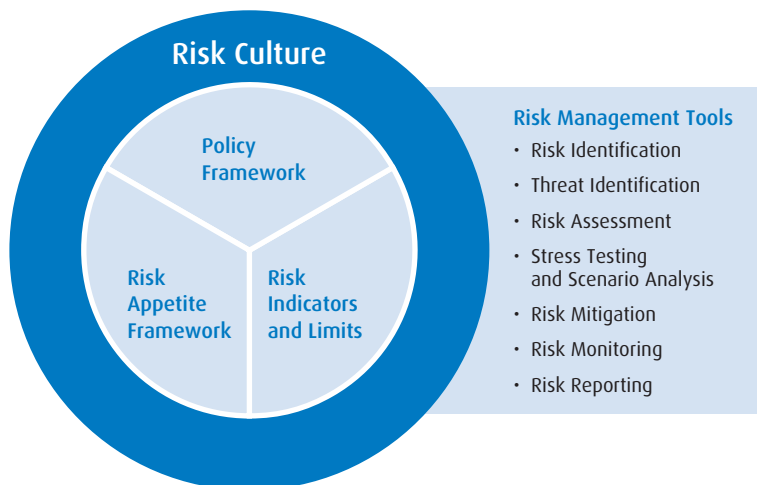 Risk Culture
Policy
Framework
Risk
Appetite
Framework
Risk
Indicators
and Limits
Risk Management Tools
• Risk Identification
• Threat Identification
• Risk Assessment
• Stress Testing
and Scenario Analysis
• Risk Mitigation
• Risk Monitoring
• Risk Reporting